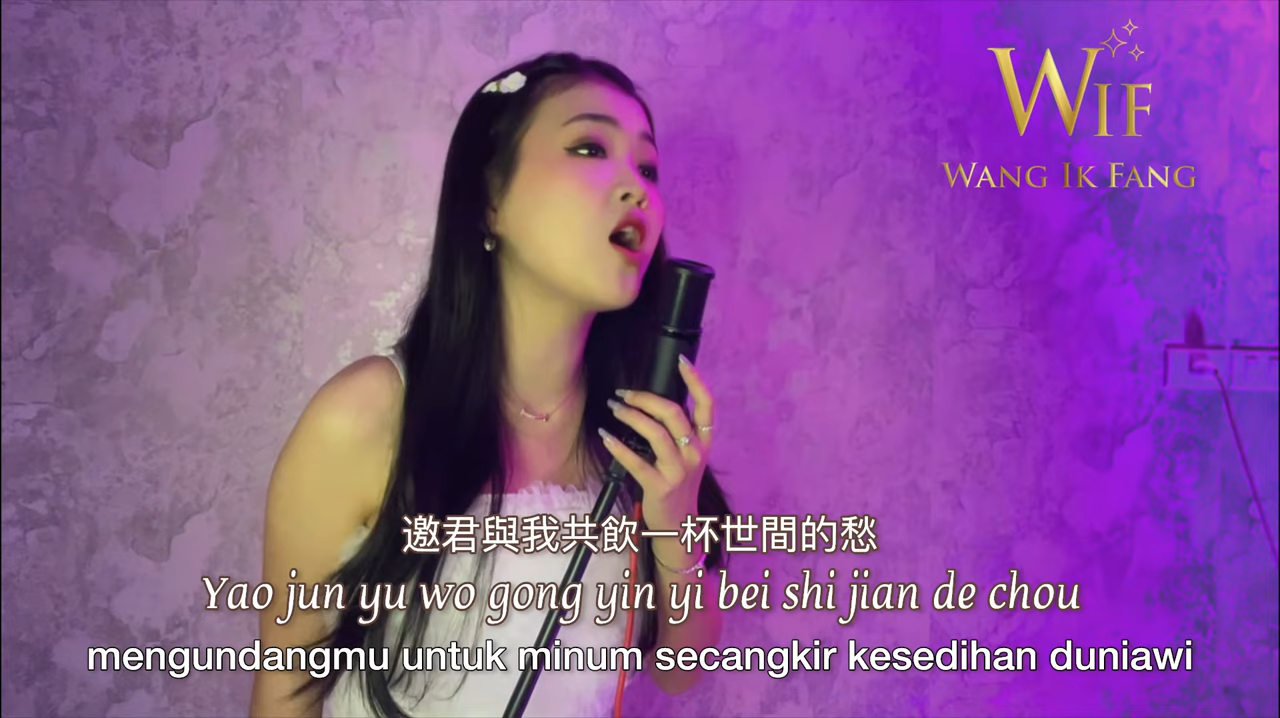 WIF
WANG IK FANG
邀君與我共飲一杯世間的愁
Yao jun yu wo gong yin yi bei shi jian de chou
mengundangmu untuk minum secangkir kesedihan duniawi